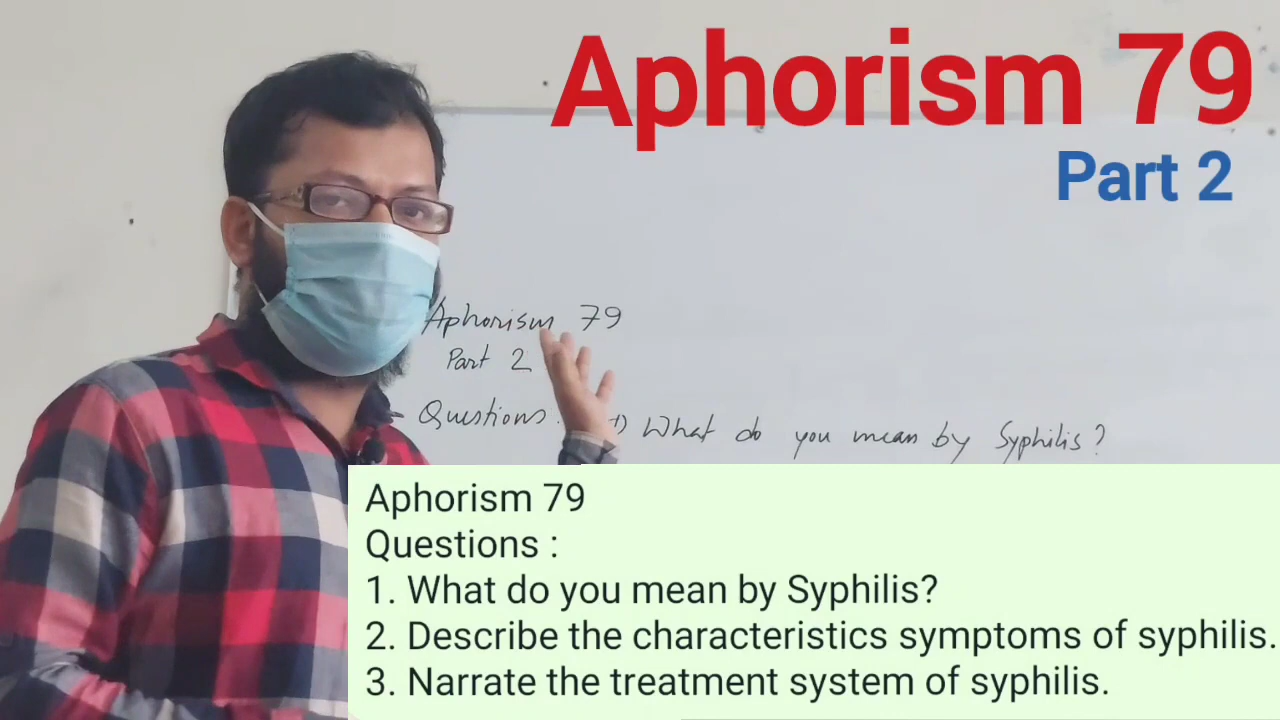 Aphorism 79
Part 2
Aphorism 79
Part 2
Questions. 1) What do you mean by Syphilis?
Aphorism 79
Questions :
1. What do you mean by Syphilis?
2. Describe the characteristics symptoms of syphilis.
3. Narrate the treatment system of syphilis.